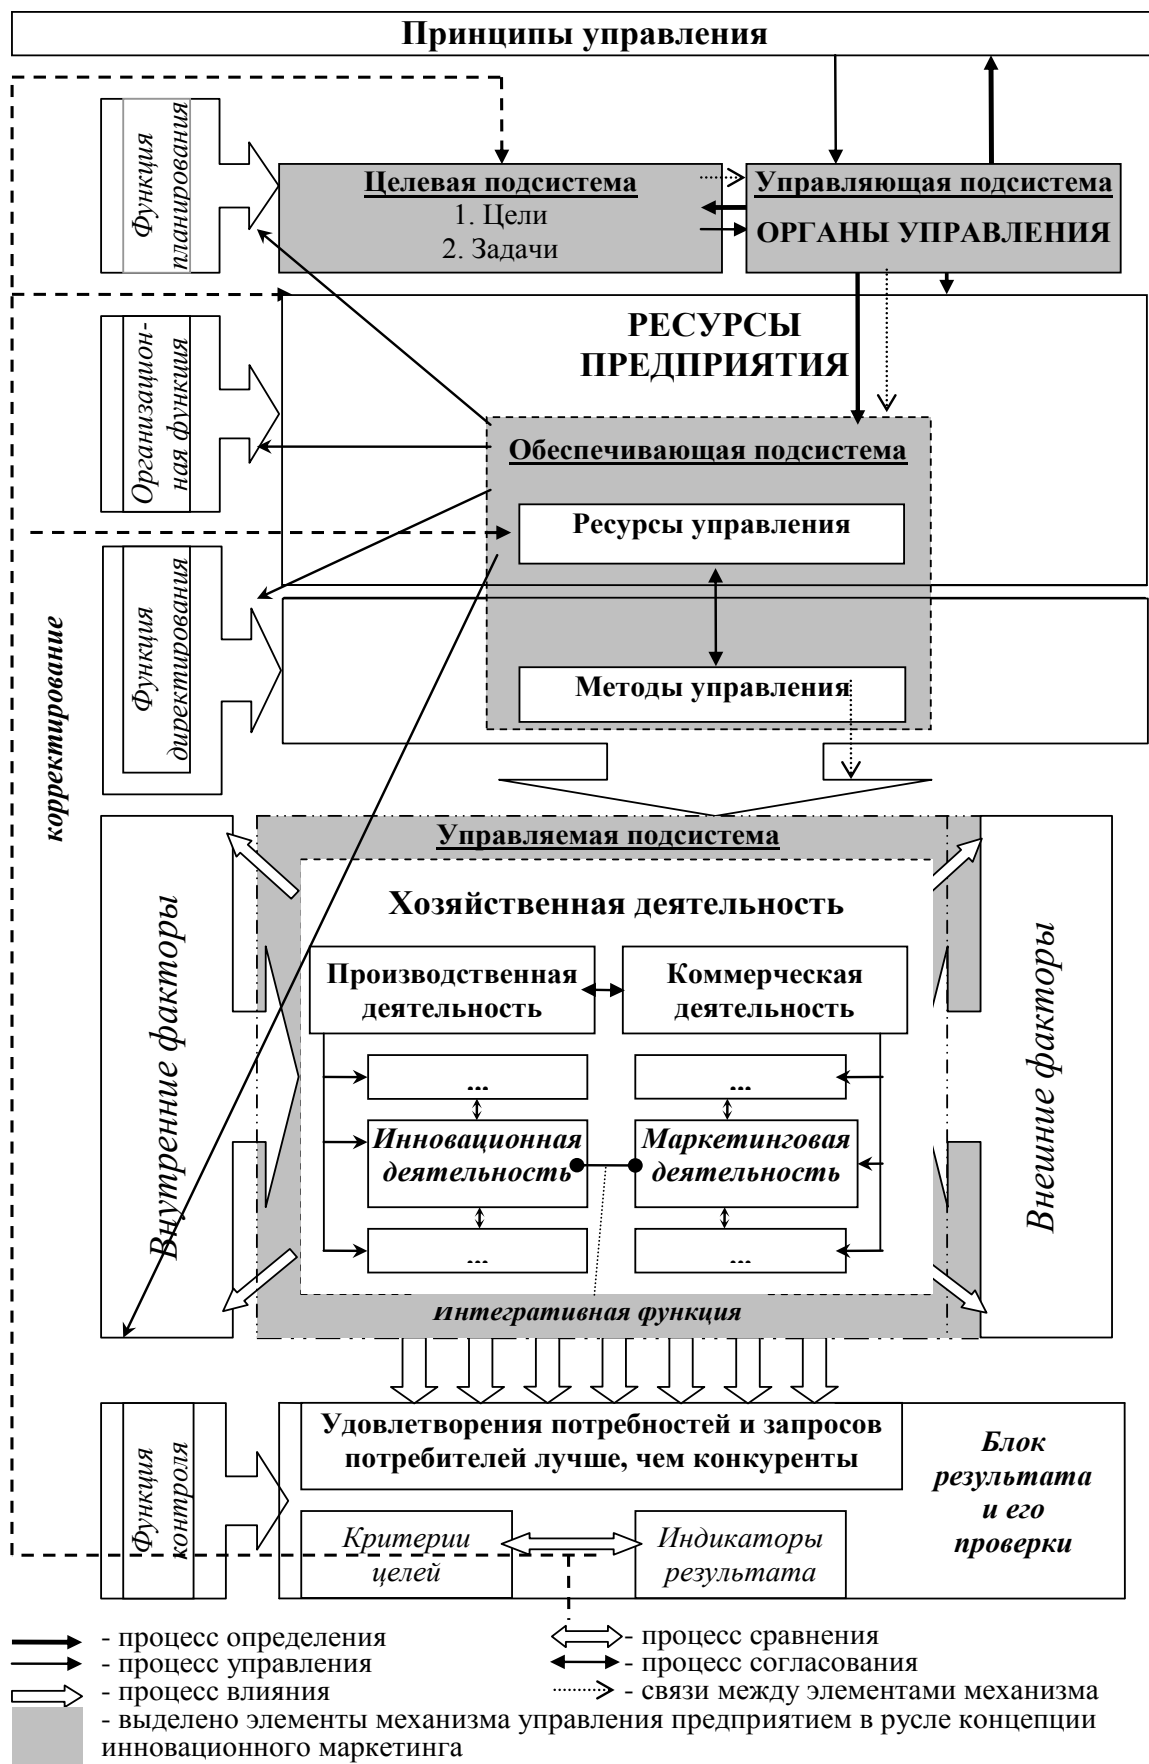 Принципы управления
Функция
планирования
Целевая подсистема
1. Цели
2. Задачи
Управляющая подсистема
ОРГАНЫ УПРАВЛЕНИЯ
Организацион-
ная функция
РЕСУРСЫ
ПРЕДПРИЯТИЯ
Обеспечивающая подсистема
Ресурсы управления
Функция
директирования
Методы управления
корректирование
Управляемая подсистема
Хозяйственная деятельность
Внутренние факторы
Внешние факторы
Производственная
деятельность
Коммерческая
деятельность
...
...
Инновационная
деятельность
Маркетинговая
деятельность
...
...
Интегративная функция
Функция
контроля
Удовлетворения потребностей и запросов
потребителей лучше, чем конкуренты
Блок
результата
и его
проверки
Критерии
целей
Индикаторы
результата
- процесс определения
- процесс управления
- процесс влияния
- процесс сравнения
- процесс согласования
- связи между элементами механизма
- выделено элементы механизма управления предприятием в русле концепции
инновационного маркетинга